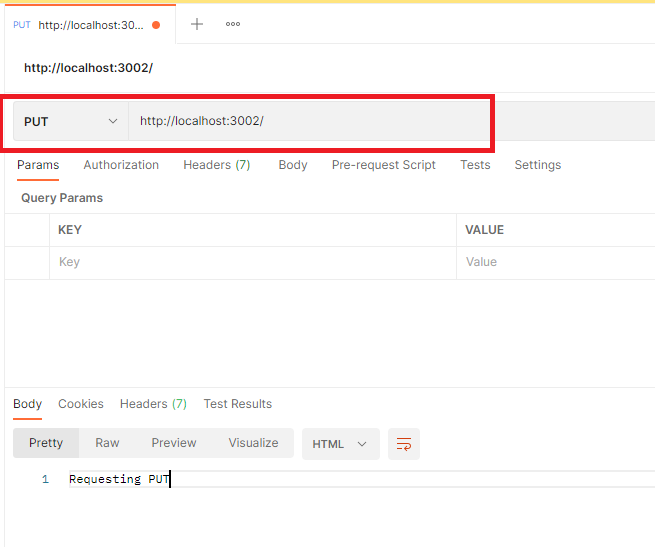 PUT http://localhost:30...
http://localhost:3002/
PUT http://localhost:3002/
Params Authorization Headers (7) Body Pre-request Script Tests Settings
Query Params
KEY VALUE
Key Value
Body Cookies Headers (7) Test Results
Pretty Raw Preview Visualize HTML
1 Requesting PUT